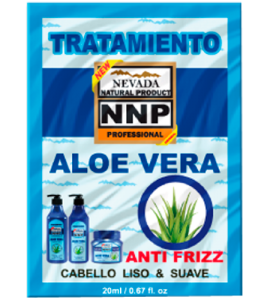 TRATAMIENTO
NEW
NEVADA
NATURAL PRODUCT
NNP
PROFESSIONAL
ALOE VERA
ANTI FRIZZ
CABELLO LISO & SUAVE
20ml / 0.67 fl. oz